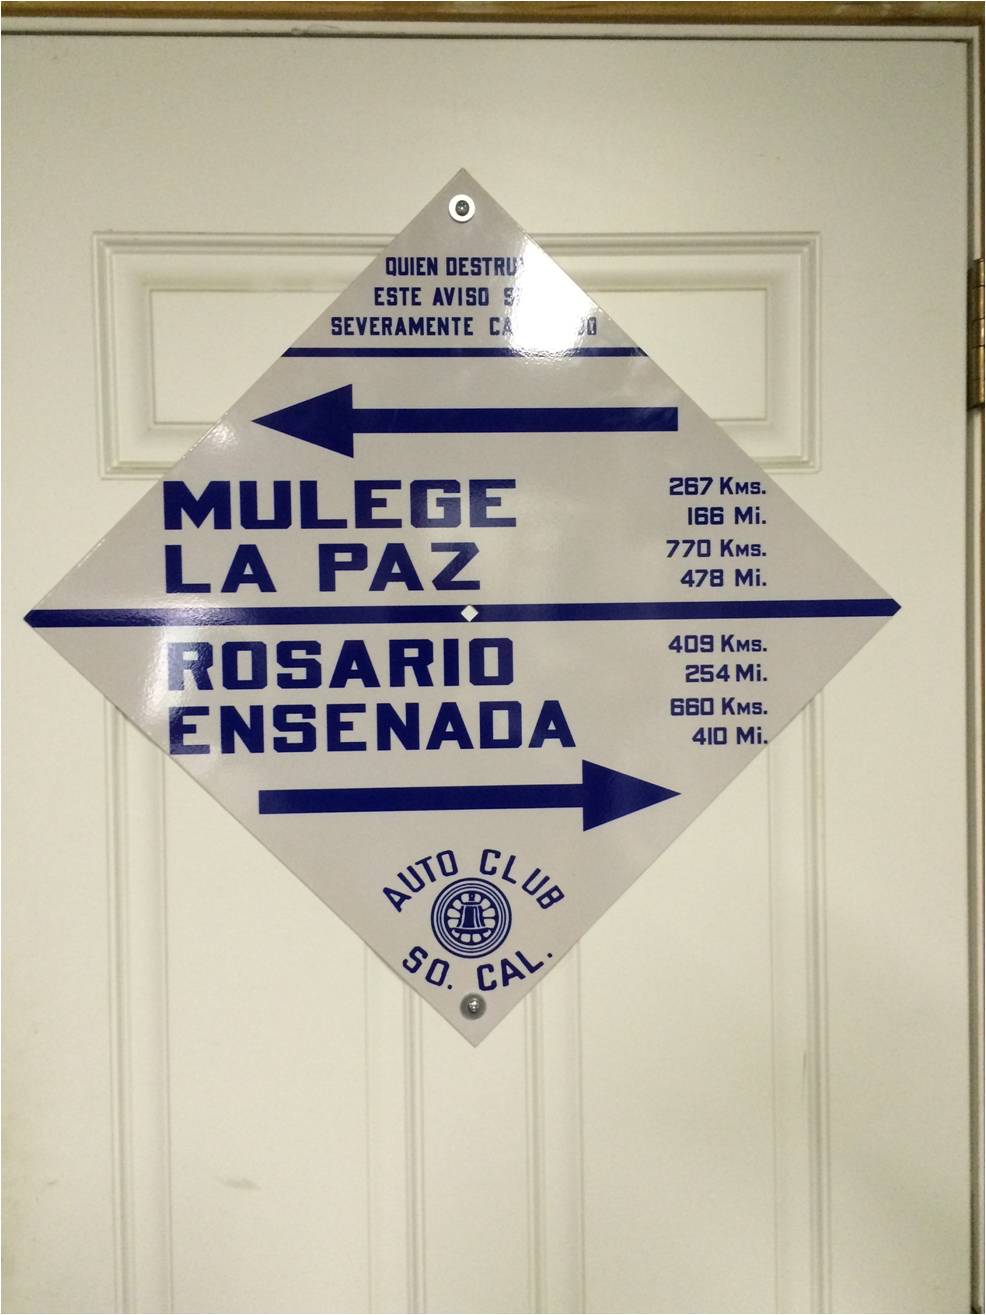 QUIEN
ESTE AVISO
SEVERAMENTE
MULEGE 267 KMS.
166 Mi.
LA PAZ 770 KMS.
478 Mi.
ROSARIO 409 KMS.
254 Mi.
ENSENADA 660 KMS.
410 Mi.
AUTO CLUB
SO. CAL.